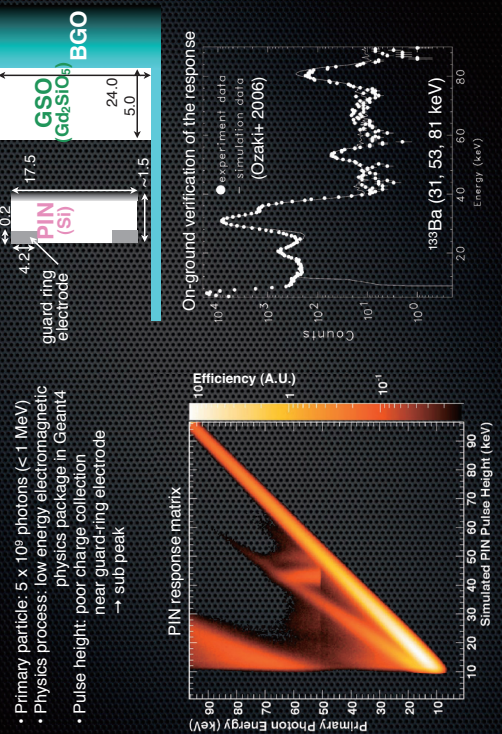 • Primary particle: 5 x 10⁹ photons (< 1 MeV)
• Physics process: low energy electromagnetic
physics package in Geant4
• Pulse height: poor charge collection
near guard-ring electrode
→ sub peak
0.2
4.2
17.5
~1.5
PIN
(Si)
guard ring
electrode
GSO
(Gd₂SiO₅)
24.0
5.0
BGO
PIN response matrix
Efficiency (A.U.)
10
1
10⁻¹
90
80
70
60
50
40
30
20
10
Primary Photon Energy (keV)
10 20 30 40 50 60 70 80 90
Simulated PIN Pulse Height (keV)
On-ground verification of the response
● experiment data
– simulation data
(Ozaki+ 2006)
10⁴
10³
10²
10¹
10⁰
Counts
¹³³Ba (31, 53, 81 keV)
20 40 60 80
Energy (keV)